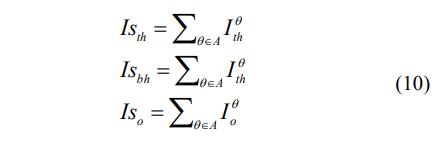 Is_{th} = \sum_{\theta \in A} I_{th}^{\theta}
Is_{bh} = \sum_{\theta \in A} I_{th}^{\theta}
(10)
Is_{o} = \sum_{\theta \in A} I_{o}^{\theta}